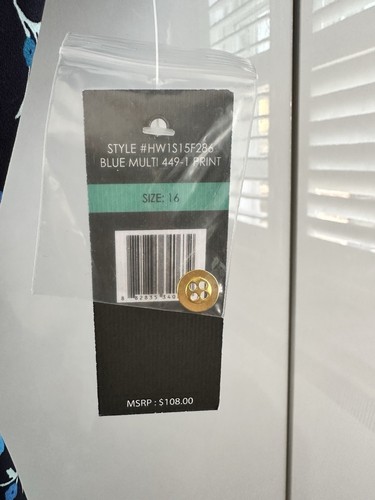 STYLE #HW1S15F286
BLUE MULTI 449-1 PRINT
SIZE: 16
MSRP : $108.00